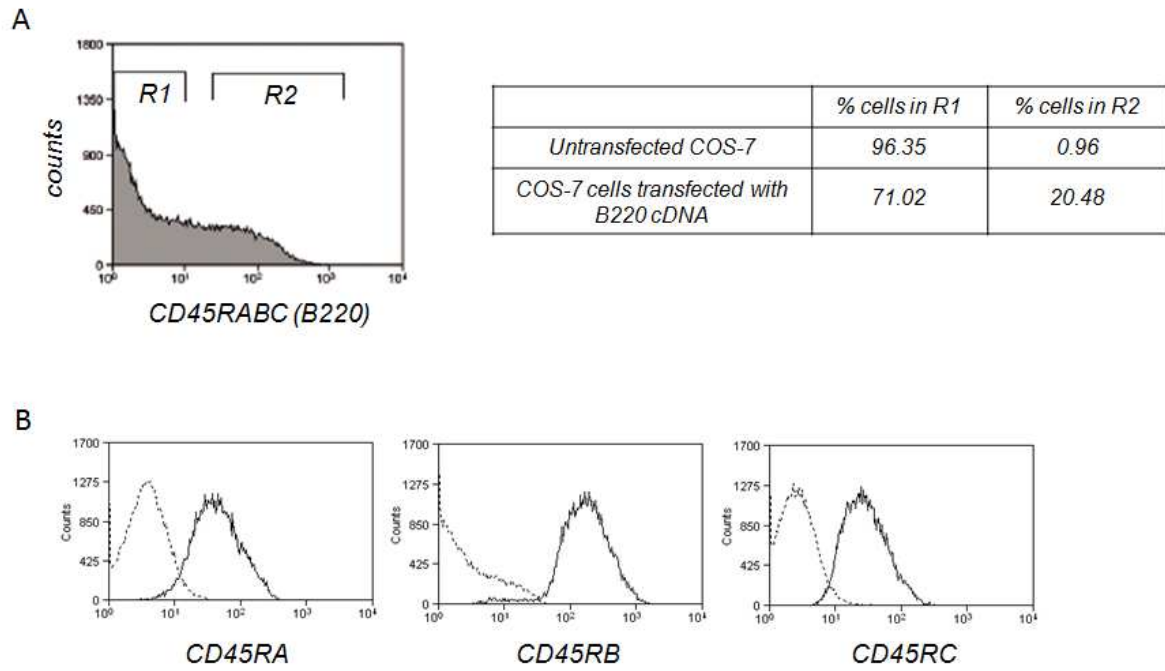 A
1800
1350
900
450
0
counts
R1
R2
10⁰ 10¹ 10² 10³ 10⁴
CD45RABC (B220)
% cells in R1 % cells in R2
Untransfected COS-7 96.35 0.96
COS-7 cells transfected with B220 cDNA 71.02 20.48
B
1700
1275
850
425
0
Counts
10⁰ 10¹ 10² 10³ 10⁴
CD45RA
1700
1275
850
425
0
Counts
10⁰ 10¹ 10² 10³ 10⁴
CD45RB
1700
1275
850
425
0
Counts
10⁰ 10¹ 10² 10³ 10⁴
CD45RC